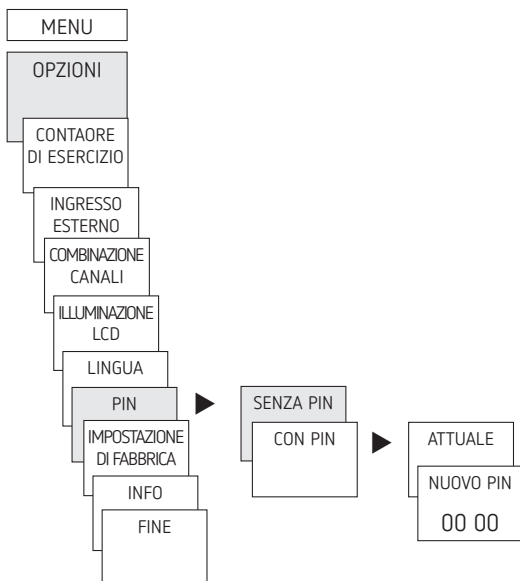 MENU
OPZIONI
CONTAORE
DI ESERCIZIO
INGRESSO
ESTERNO
COMBINAZIONE
CANALI
ILLUMINAZIONE
LCD
LINGUA
PIN
IMPOSTAZIONE
DI FABBRICA
INFO
FINE
SENZA PIN
CON PIN
ATTUALE
NUOVO PIN
00 00